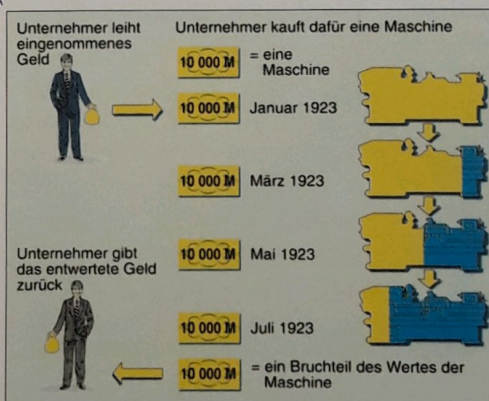 Unternehmer leiht
eingenommenes
Geld
Unternehmer kauft dafür eine Maschine
10 000 M = eine
Maschine
10 000 M Januar 1923
10 000 M März 1923
10 000 M Mai 1923
Unternehmer gibt
das entwertete Geld
zurück
10 000 M Juli 1923
10 000 M = ein Bruchteil des Wertes der
Maschine